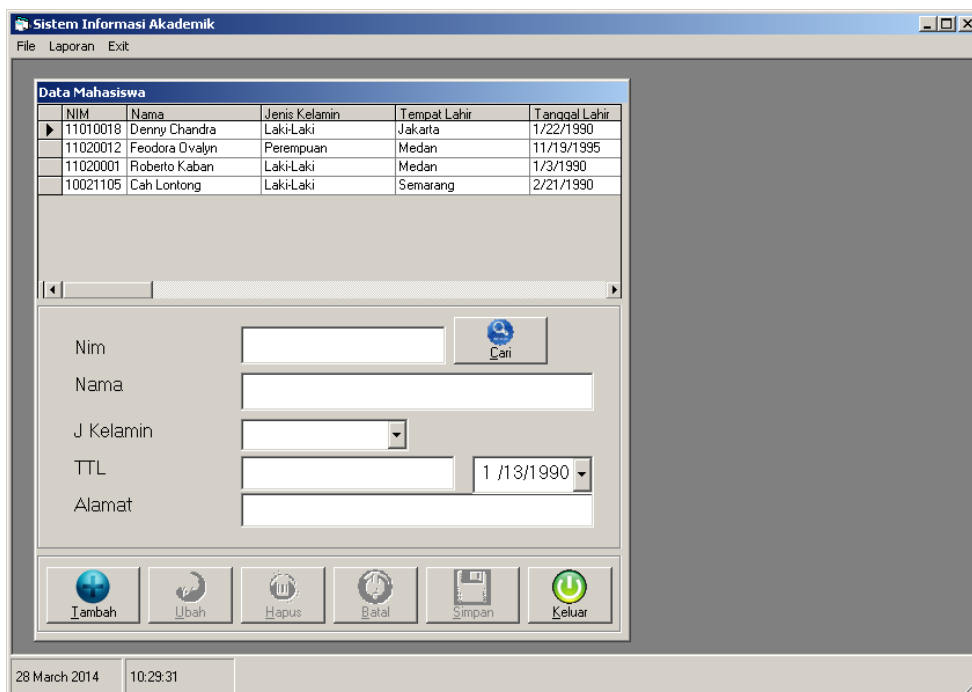 Sistem Informasi Akademik
File Laporan Exit
Data Mahasiswa
NIM Nama Jenis Kelamin Tempat Lahir Tanggal Lahir
11010018 Denny Chandra Laki-Laki Jakarta 1/22/1990
11020012 Feodora Ovalyn Perempuan Medan 11/19/1995
11020001 Roberto Kaban Laki-Laki Medan 1/3/1990
10021105 Cah Lontong Laki-Laki Semarang 2/21/1990
Nim
Cari
Nama
J Kelamin
TTL 1 /13/1990
Alamat
Tambah Ubah Hapus Batal Simpan Keluar
28 March 2014 10:29:31